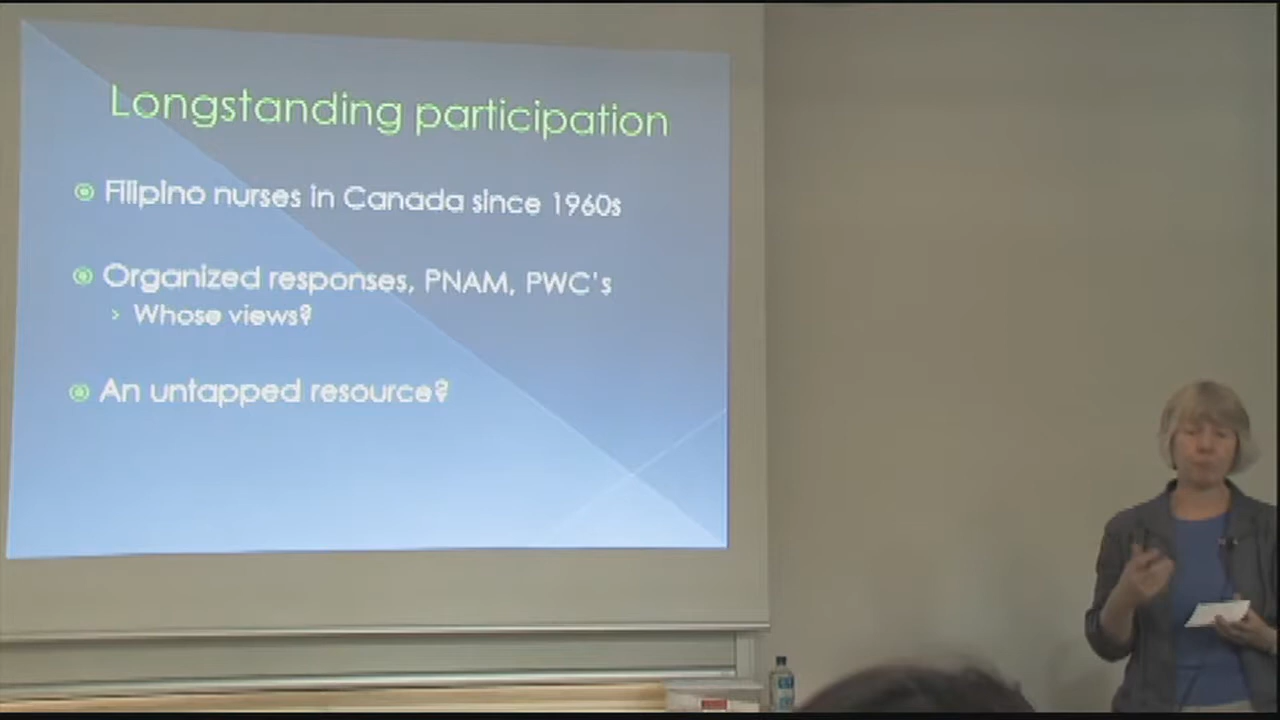 Longstanding participation
Filipino nurses in Canada since 1960s
Organized responses, PNAM, PWC's
Whose views?
An untapped resource?